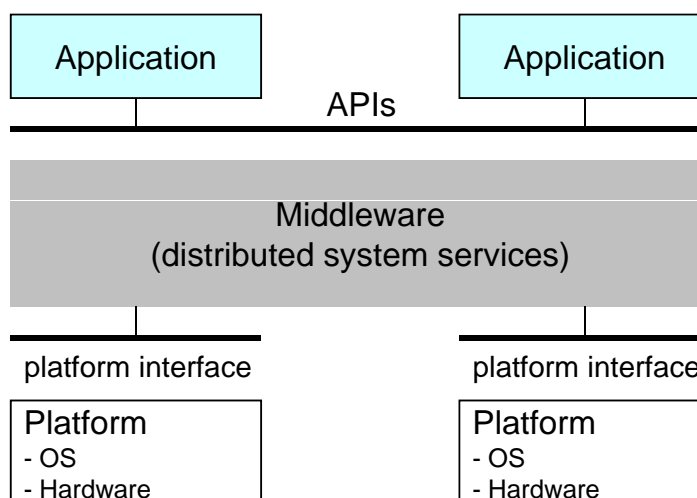 Application
Application
APIs
Middleware
(distributed system services)
platform interface
platform interface
Platform
- OS
- Hardware
Platform
- OS
- Hardware